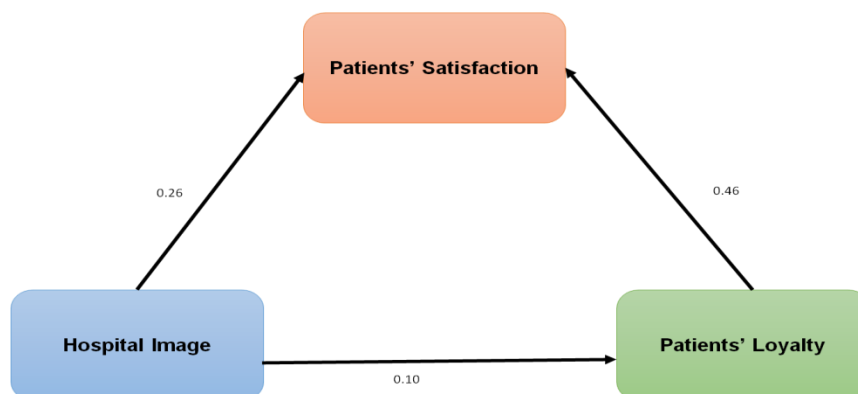 Patients’ Satisfaction
0.26
0.46
Hospital Image
Patients’ Loyalty
0.10